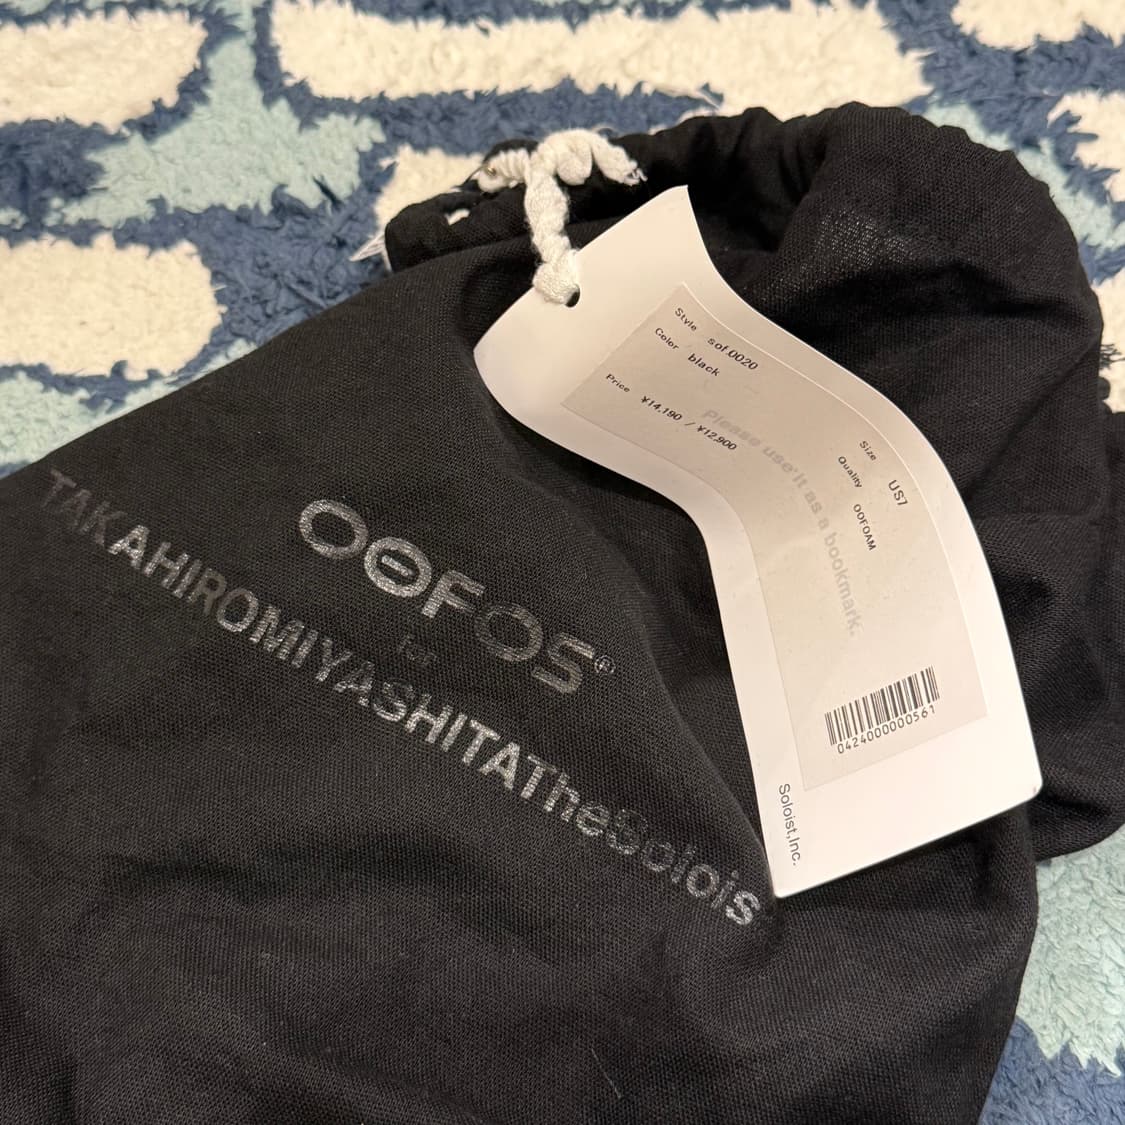 Style sof.0020
Color black
Price ¥14,190 / ¥12,900
Size US7
Quality OOFOAM
Please use it as a bookmark.
0424000000561
Soloist,Inc.
OOFOS®
for
TAKAHIROMIYASHITATheSolois